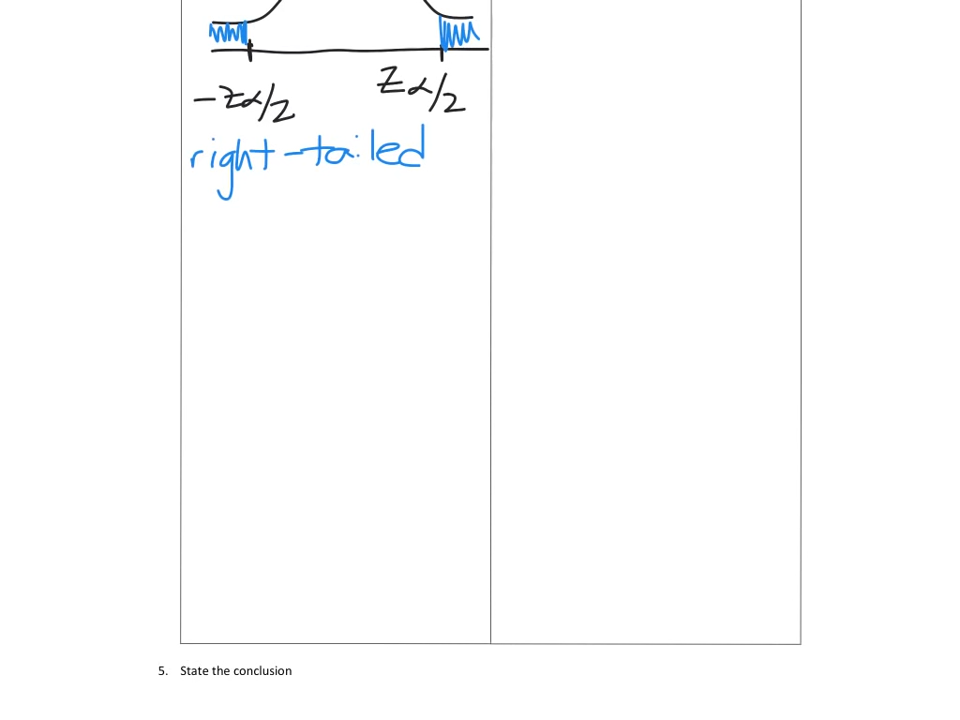 -Zα/2
Zα/2
right-tailed
5. State the conclusion